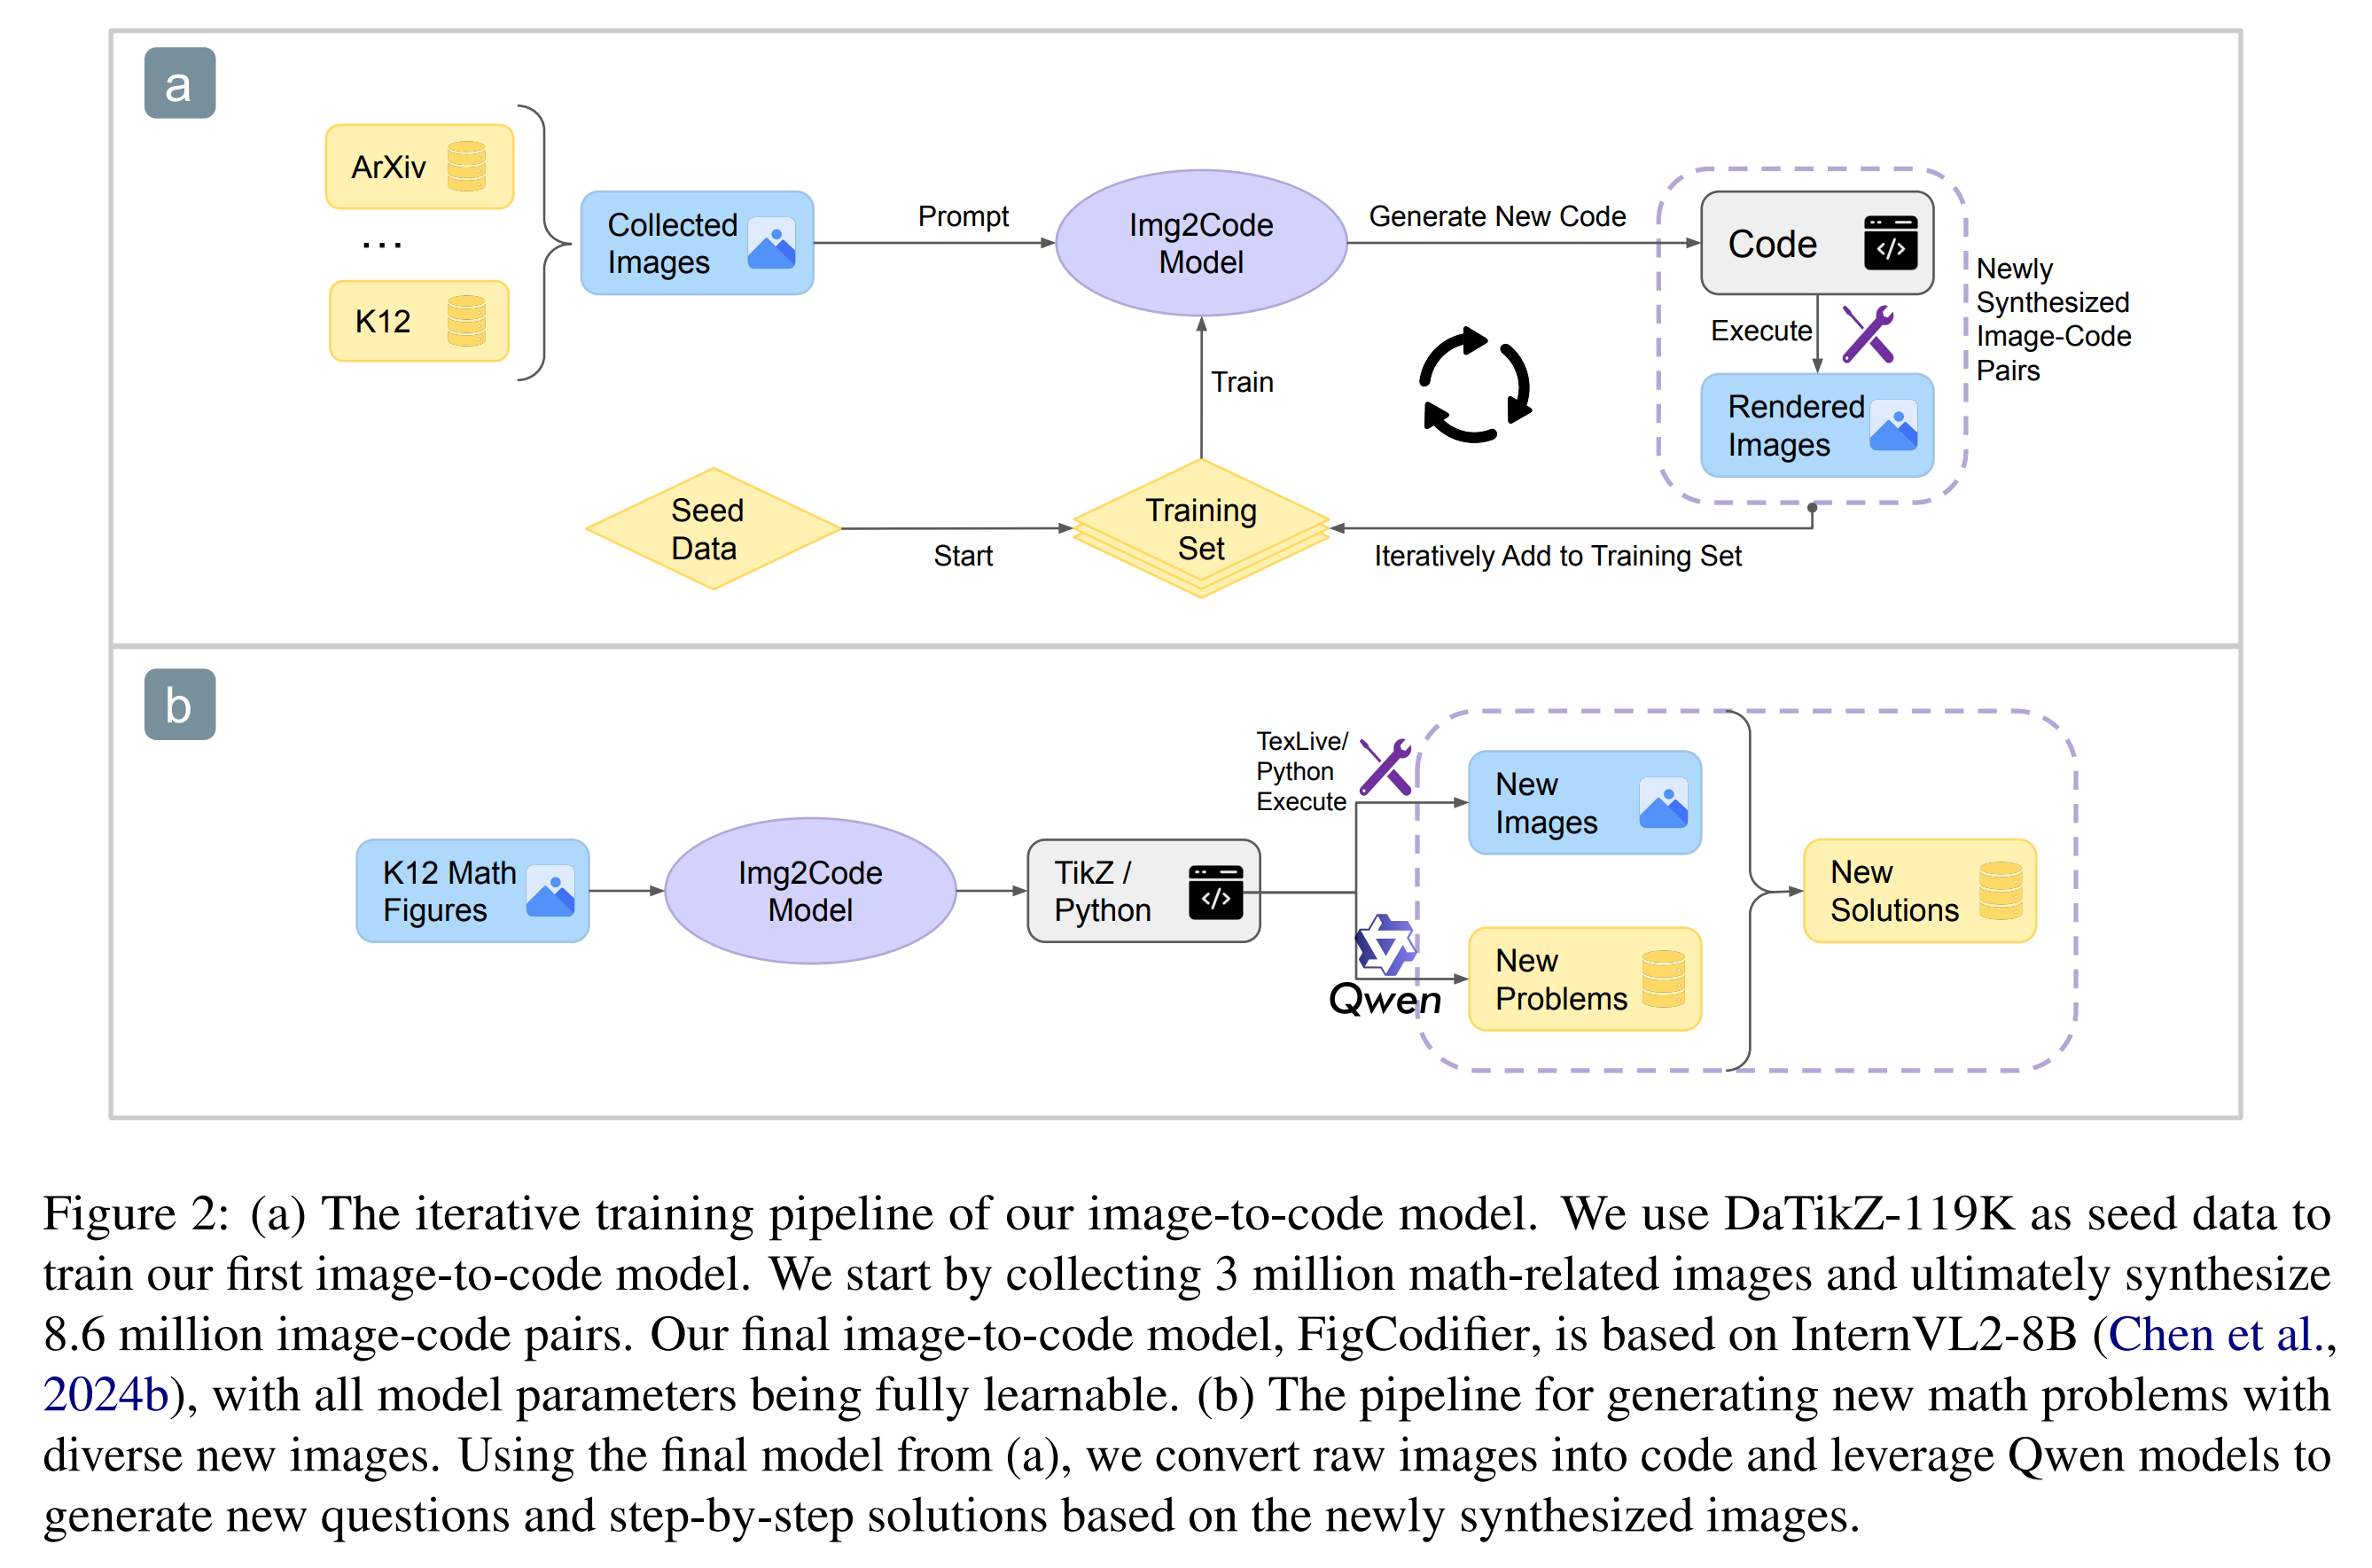 a
ArXiv
...
K12
Collected
Images
Prompt
Img2Code
Model
Generate New Code
Code
Execute
Rendered
Images
Newly
Synthesized
Image-Code
Pairs
Train
Seed
Data
Start
Training
Set
Iteratively Add to Training Set
b
K12 Math
Figures
Img2Code
Model
TikZ /
Python
TexLive/
Python
Execute
Qwen
New
Images
New
Problems
New
Solutions
Figure 2: (a) The iterative training pipeline of our image-to-code model. We use DaTikZ-119K as seed data to
train our first image-to-code model. We start by collecting 3 million math-related images and ultimately synthesize
8.6 million image-code pairs. Our final image-to-code model, FigCodifier, is based on InternVL2-8B (Chen et al.,
2024b), with all model parameters being fully learnable. (b) The pipeline for generating new math problems with
diverse new images. Using the final model from (a), we convert raw images into code and leverage Qwen models to
generate new questions and step-by-step solutions based on the newly synthesized images.